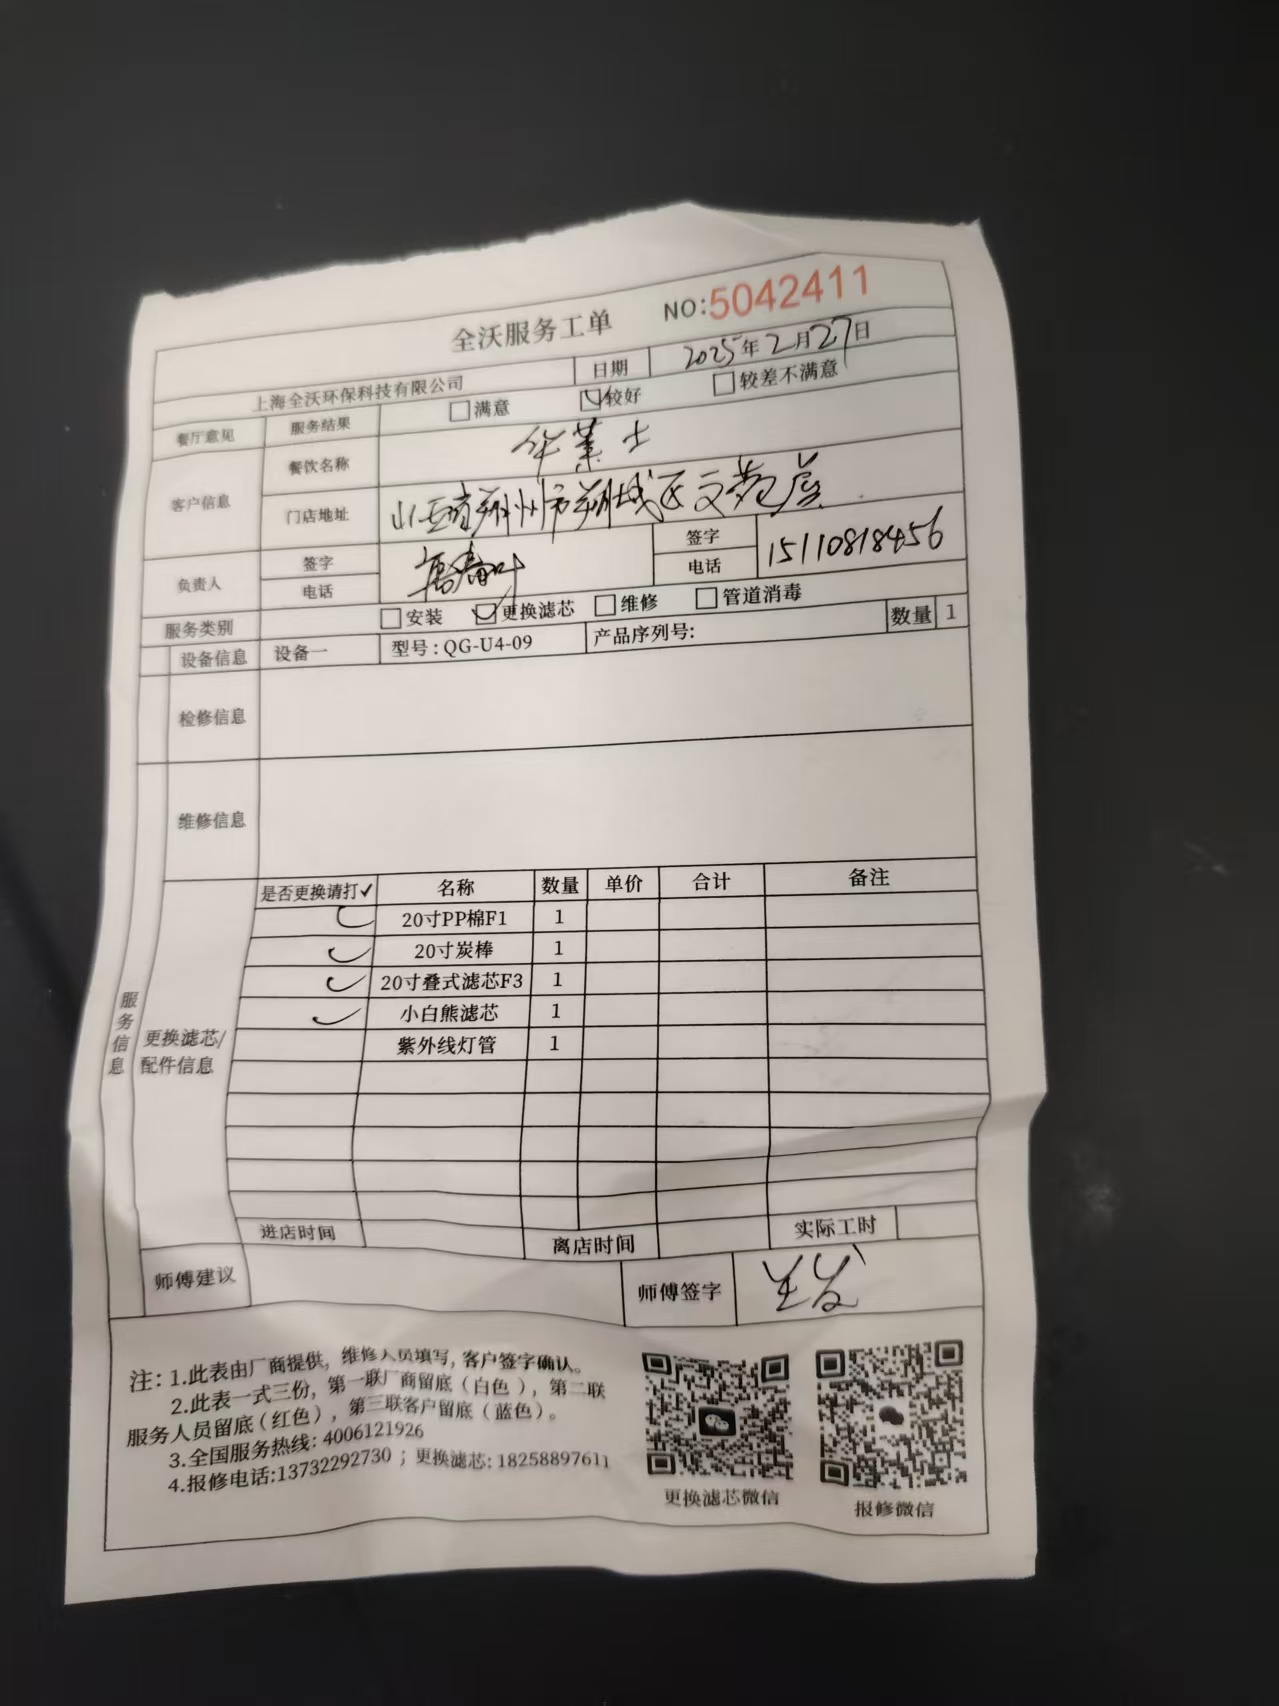 全沃服务工单 NO:5042411
上海全沃环保科技有限公司 日期 2025年2月27日
餐厅意见 服务结果 满意 较好 较差不满意
客户信息 餐饮名称 华莱士
门店地址 山西省朔州市朔城区文苑店
负责人 签字 电话 签字 电话 15110818456
服务类别 安装 更换滤芯 维修 管道消毒
设备信息 设备一 型号:QG-U4-09 产品序列号: 数量 1
检修信息
维修信息
服务信息
更换滤芯/配件信息
是否更换请打✓ 名称 数量 单价 合计 备注
✓ 20寸PP棉F1 1
✓ 20寸炭棒 1
✓ 20寸叠式滤芯F3 1
✓ 小白熊滤芯 1
紫外线灯管 1
进店时间 离店时间 实际工时
师傅建议 师傅签字
注: 1.此表由厂商提供, 维修人员填写, 客户签字确认。
2.此表一式三份, 第一联厂商留底(白色), 第二联
服务人员留底(红色), 第三联客户留底(蓝色)。
3.全国服务热线: 4006121926
4.报修电话:13732292730 ; 更换滤芯: 18258897611
更换滤芯微信 报修微信